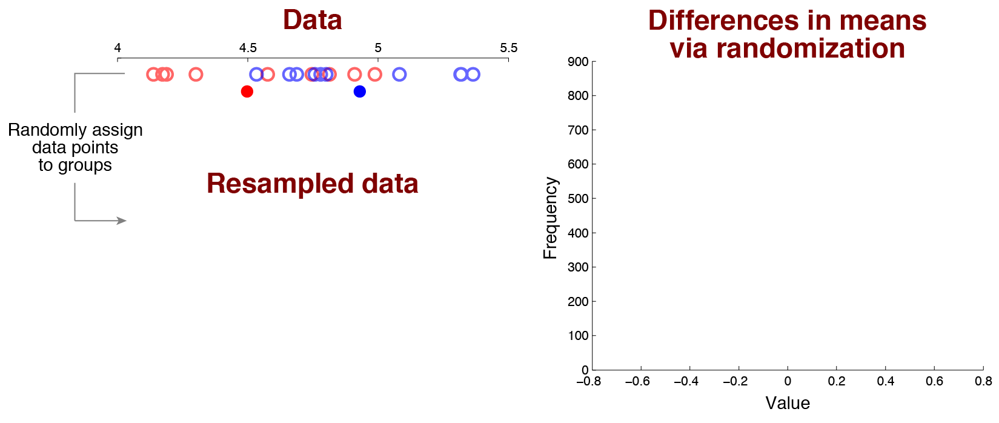 Data
4 4.5 5 5.5
Randomly assign
data points
to groups
Resampled data
Differences in means
via randomization
900
800
700
600
500
400
300
200
100
0
Frequency
−0.8 −0.6 −0.4 −0.2 0 0.2 0.4 0.6 0.8
Value